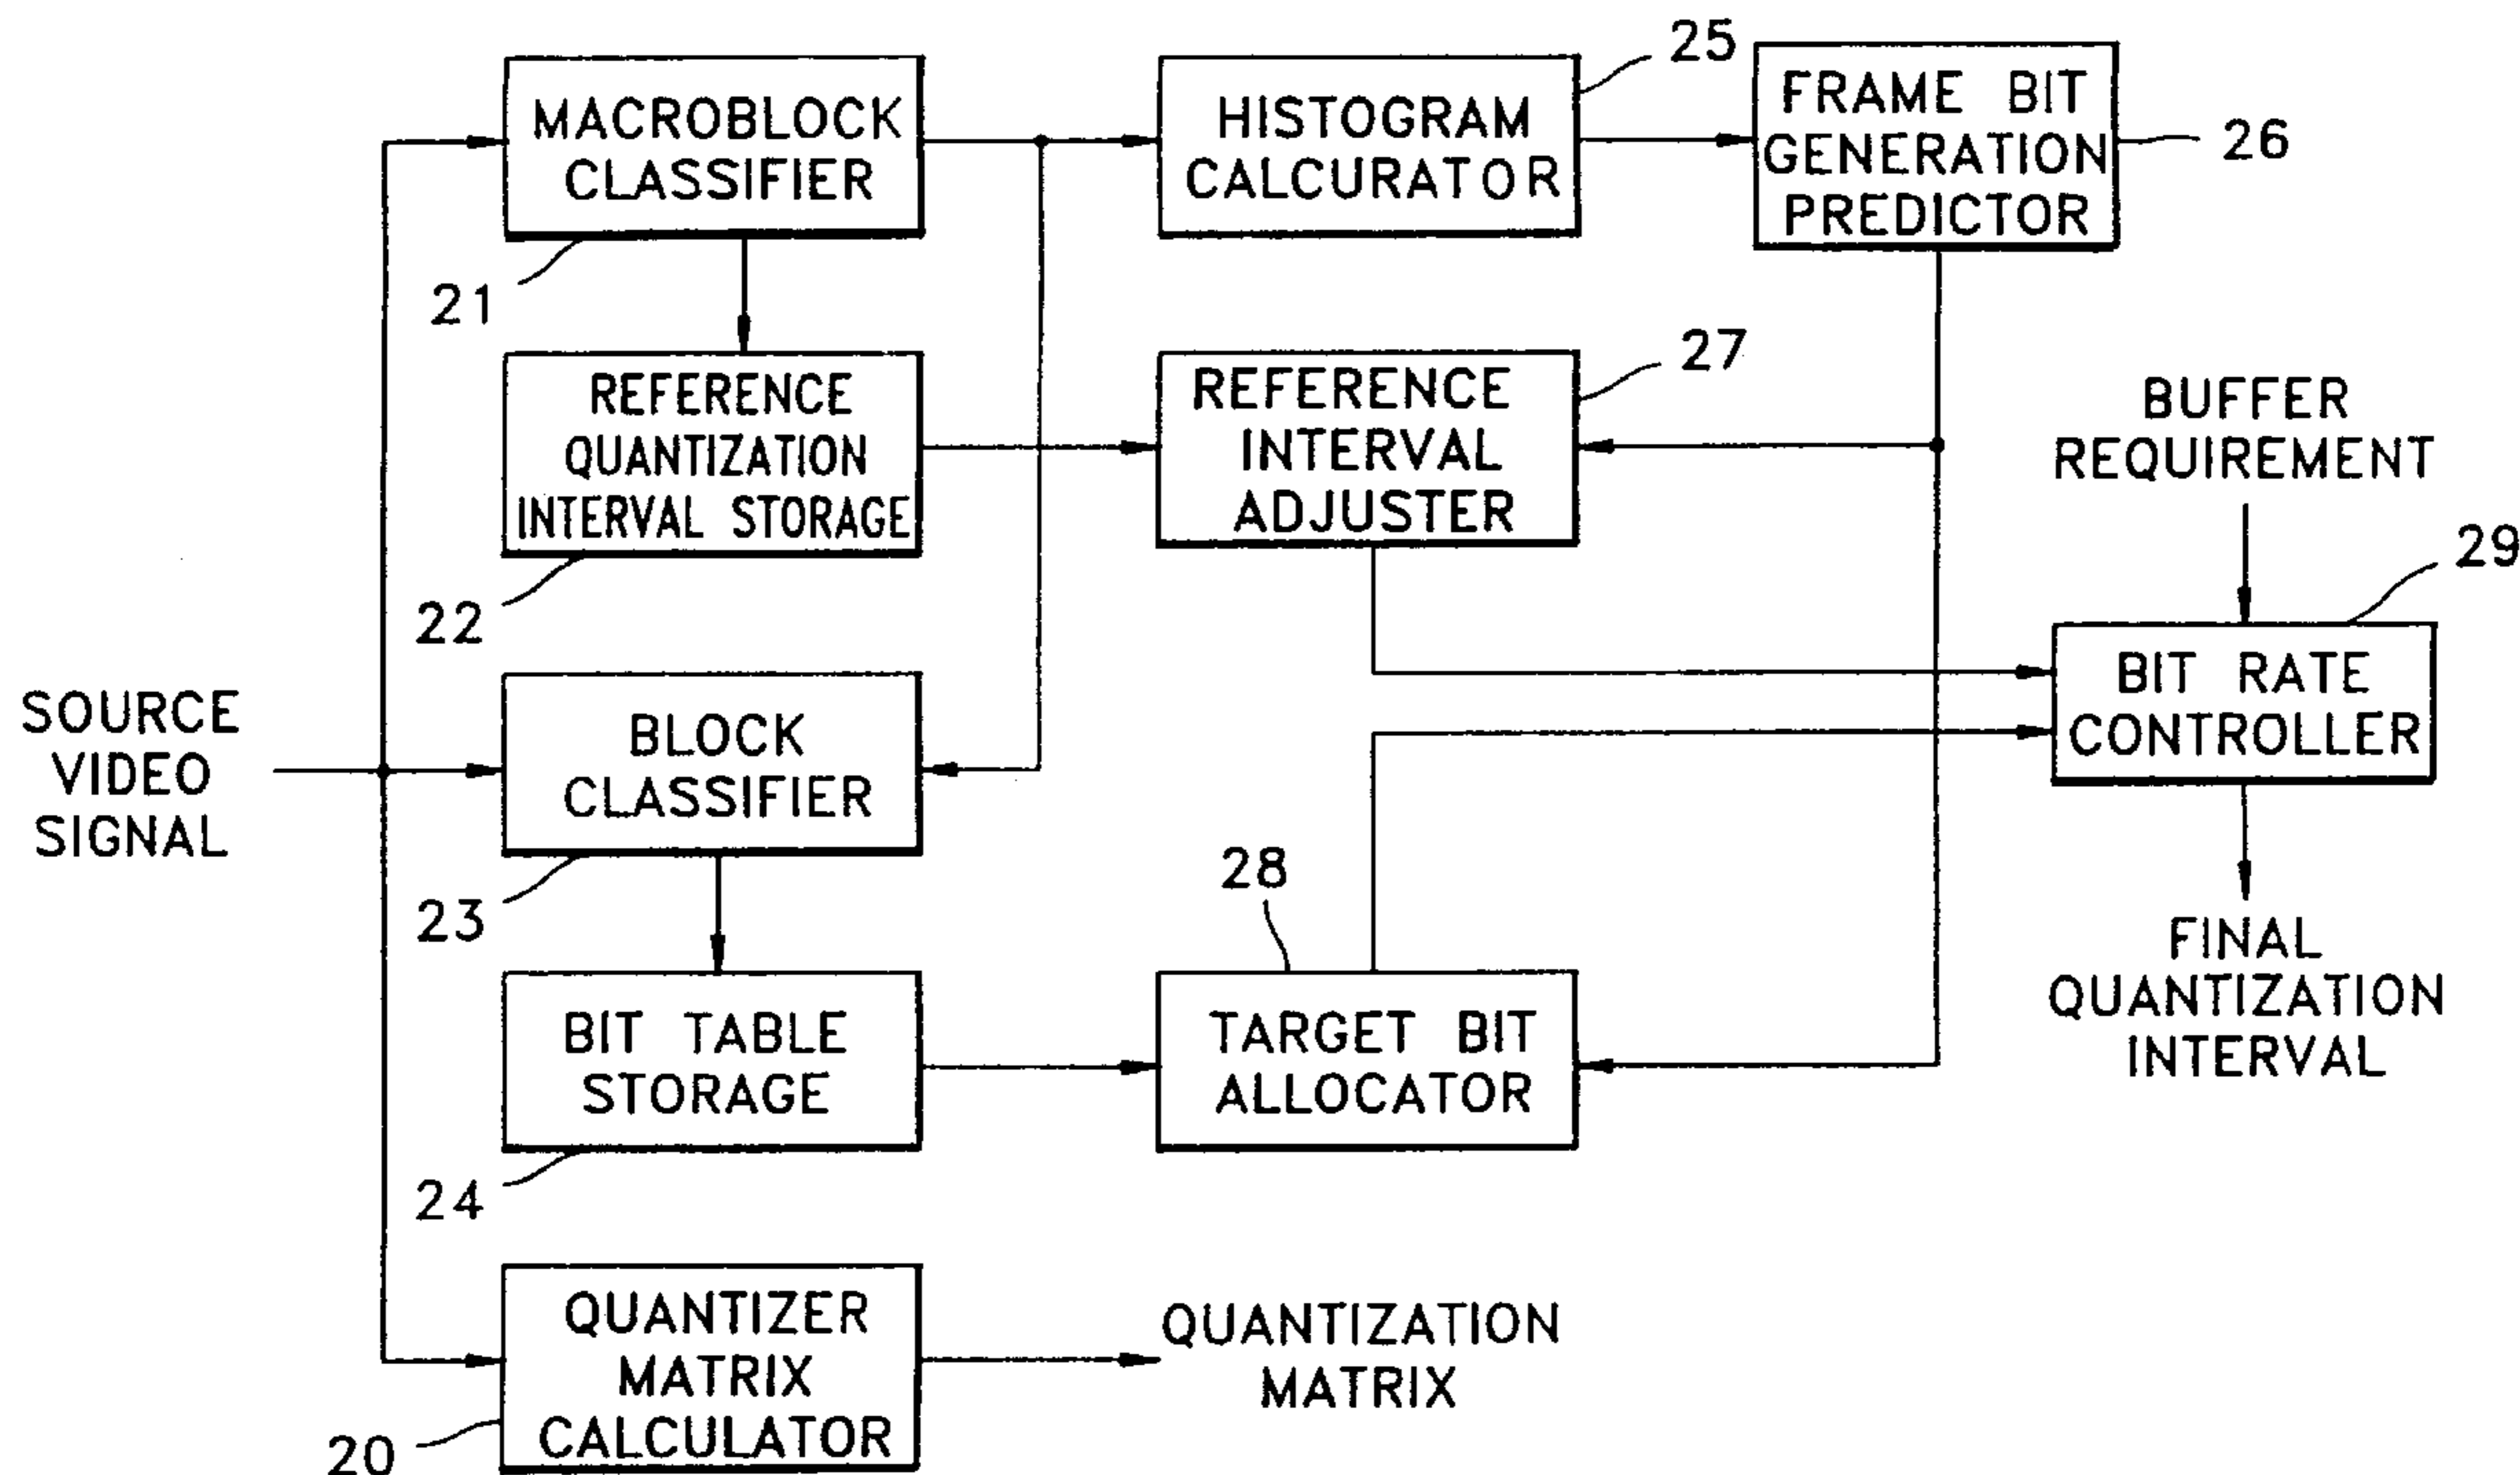 MACROBLOCK
CLASSIFIER
21
HISTOGRAM
CALCURATOR
25
FRAME BIT
GENERATION
PREDICTOR
26
REFERENCE
QUANTIZATION
INTERVAL STORAGE
22
REFERENCE
INTERVAL
ADJUSTER
27
BUFFER
REQUIREMENT
29
BIT RATE
CONTROLLER
SOURCE
VIDEO
SIGNAL
BLOCK
CLASSIFIER
23
28
FINAL
QUANTIZATION
INTERVAL
BIT TABLE
STORAGE
24
TARGET BIT
ALLOCATOR
QUANTIZER
MATRIX
CALCULATOR
20
QUANTIZATION
MATRIX